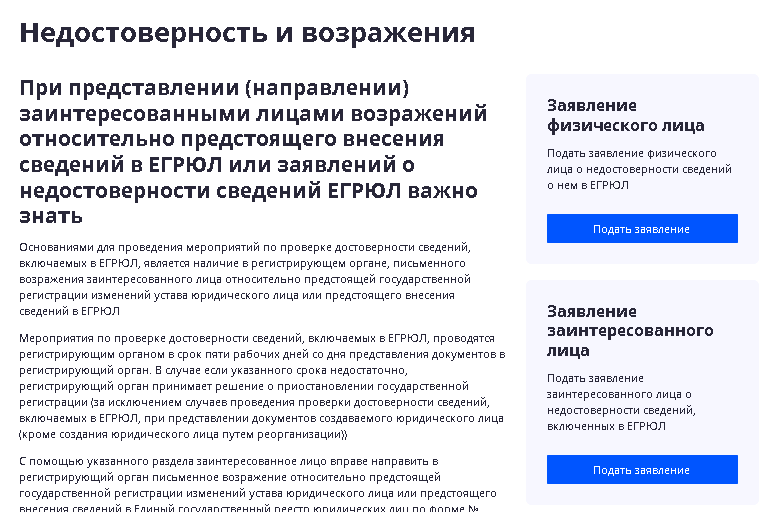 Недостоверность и возражения
При представлении (направлении)
заинтересованными лицами возражений
относительно предстоящего внесения
сведений в ЕГРЮЛ или заявлений о
недостоверности сведений ЕГРЮЛ важно
знать
Основаниями для проведения мероприятий по проверке достоверности сведений,
включаемых в ЕГРЮЛ, является наличие в регистрирующем органе, письменного
возражения заинтересованного лица относительно предстоящей государственной
регистрации изменений устава юридического лица или предстоящего внесения
сведений в ЕГРЮЛ
Мероприятия по проверке достоверности сведений, включаемых в ЕГРЮЛ, проводятся
регистрирующим органом в срок пяти рабочих дней со дня представления документов в
регистрирующий орган. В случае если указанного срока недостаточно,
регистрирующий орган принимает решение о приостановлении государственной
регистрации (за исключением случаев проведения проверки достоверности сведений,
включаемых в ЕГРЮЛ, при представлении документов создаваемого юридического лица
(кроме создания юридического лица путем реорганизации))
С помощью указанного раздела заинтересованное лицо вправе направить в
регистрирующий орган письменное возражение относительно предстоящей
государственной регистрации изменений устава юридического лица или предстоящего
внесения сведений в Единый государственный реестр юридических лиц по форме №
Заявление
физического лица
Подать заявление физического
лица о недостоверности сведений
о нем в ЕГРЮЛ
Подать заявление
Заявление
заинтересованного
лица
Подать заявление
заинтересованного лица о
недостоверности сведений,
включенных в ЕГРЮЛ
Подать заявление